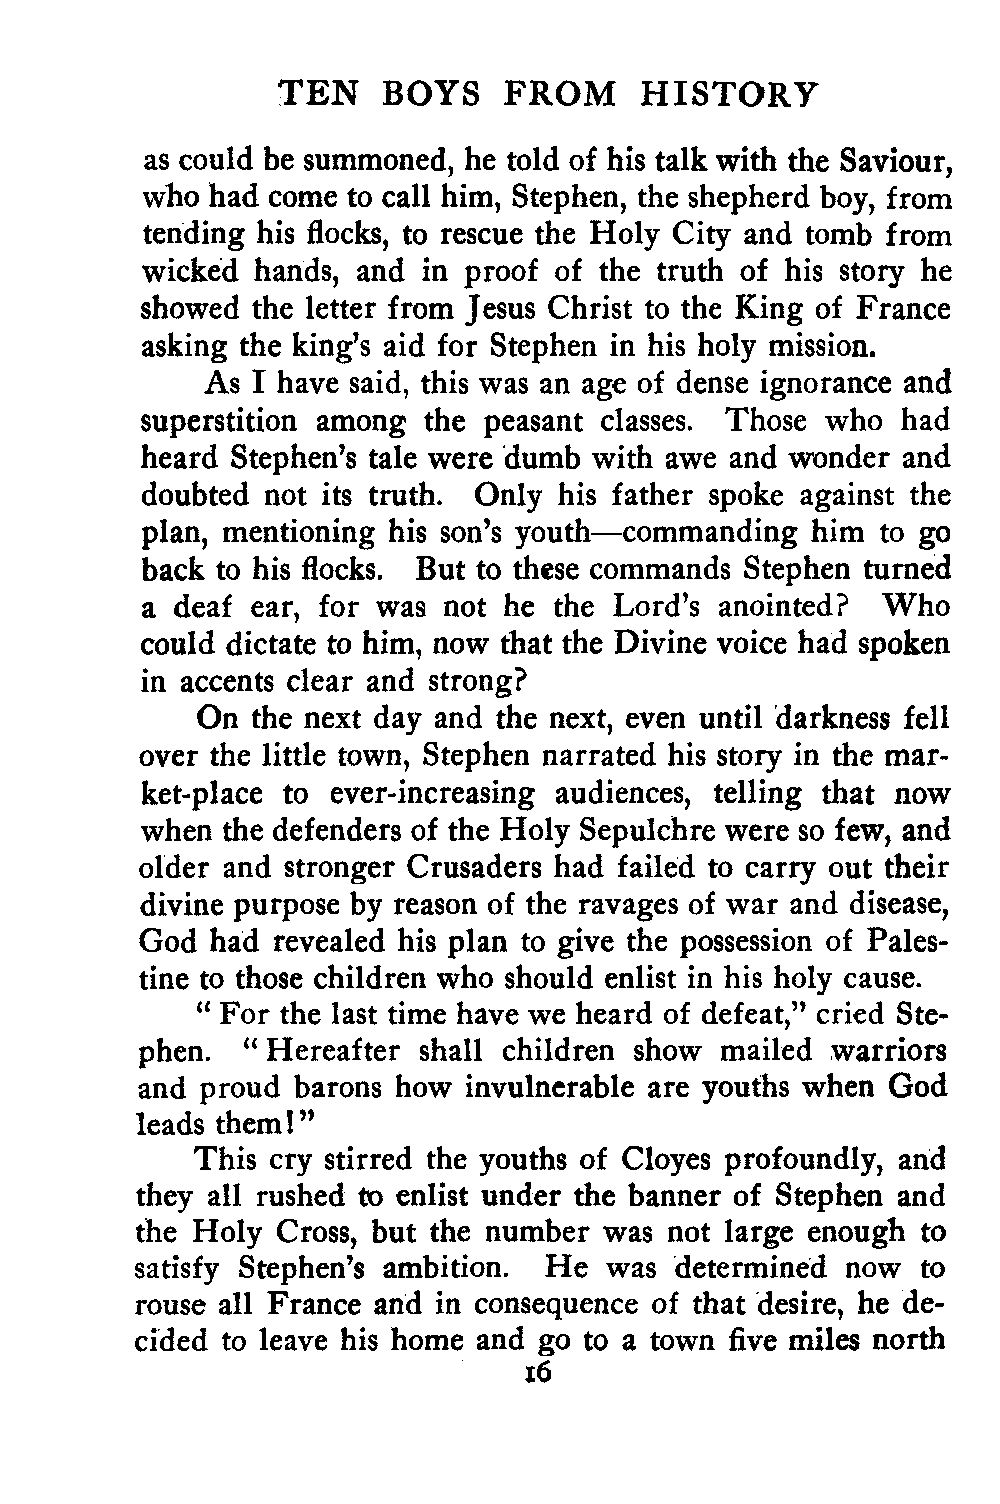 TEN BOYS FROM HISTORY
as could be summoned, he told of his talk with the Saviour,
who had come to call him, Stephen, the shepherd boy, from
tending his flocks, to rescue the Holy City and tomb from
wicked hands, and in proof of the truth of his story he
showed the letter from Jesus Christ to the King of France
asking the king's aid for Stephen in his holy mission.
As I have said, this was an age of dense ignorance and
superstition among the peasant classes. Those who had
heard Stephen's tale were dumb with awe and wonder and
doubted not its truth. Only his father spoke against the
plan, mentioning his son's youth—commanding him to go
back to his flocks. But to these commands Stephen turned
a deaf ear, for was not he the Lord's anointed? Who
could dictate to him, now that the Divine voice had spoken
in accents clear and strong?
On the next day and the next, even until darkness fell
over the little town, Stephen narrated his story in the mar-
ket-place to ever-increasing audiences, telling that now
when the defenders of the Holy Sepulchre were so few, and
older and stronger Crusaders had failed to carry out their
divine purpose by reason of the ravages of war and disease,
God had revealed his plan to give the possession of Pales-
tine to those children who should enlist in his holy cause.
" For the last time have we heard of defeat," cried Ste-
phen. " Hereafter shall children show mailed warriors
and proud barons how invulnerable are youths when God
leads them!"
This cry stirred the youths of Cloyes profoundly, and
they all rushed to enlist under the banner of Stephen and
the Holy Cross, but the number was not large enough to
satisfy Stephen's ambition. He was determined now to
rouse all France and in consequence of that desire, he de-
cided to leave his home and go to a town five miles north
16